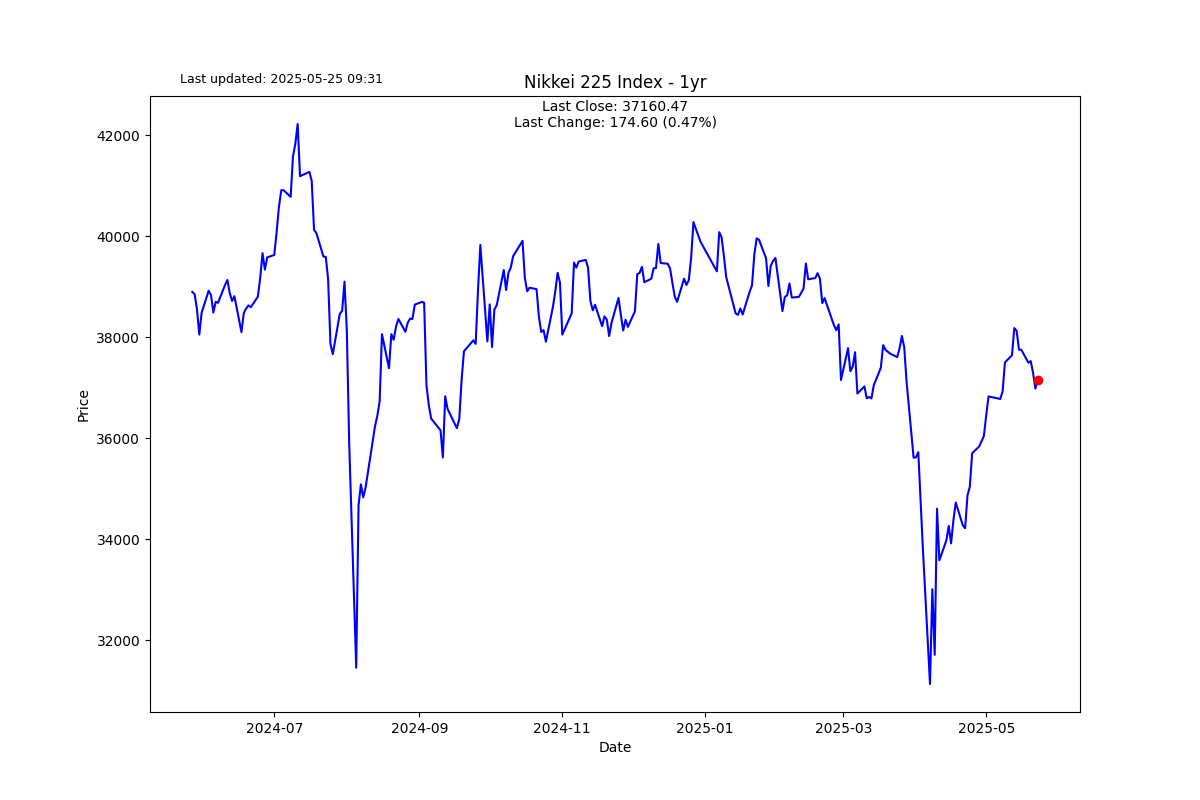 Last updated: 2025-05-25 09:31
Nikkei 225 Index - 1yr
Last Close: 37160.47
Last Change: 174.60 (0.47%)
42000
40000
38000
36000
34000
32000
Price
2024-07
2024-09
2024-11
2025-01
2025-03
2025-05
Date